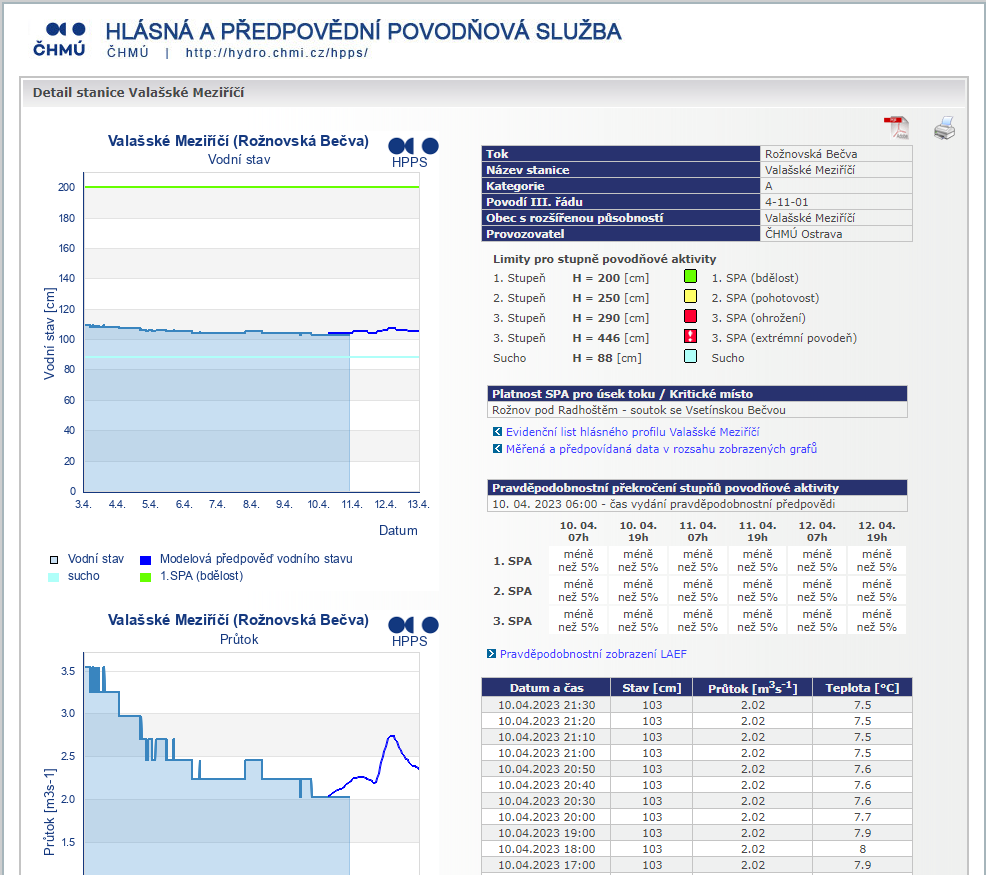 HLÁSNÁ A PŘEDPOVĚDNÍ POVODŇOVÁ SLUŽBA
ČHMÚ
ČHMÚ | http://hydro.chmi.cz/hpps/
Detail stanice Valašské Meziříčí
Valašské Meziříčí (Rožnovská Bečva)
Vodní stav
HPPS
200
180
160
140
120
100
80
60
40
20
0
Vodní stav [cm]
3.4. 4.4. 5.4. 6.4. 7.4. 8.4. 9.4. 10.4. 11.4. 12.4. 13.4.
Datum
Vodní stav Modelová předpověď vodního stavu
sucho 1.SPA (bdělost)
Valašské Meziříčí (Rožnovská Bečva)
Průtok
HPPS
3.5
3.0
2.5
2.0
1.5
Průtok [m3s-1]
PDF
Tok Rožnovská Bečva
Název stanice Valašské Meziříčí
Kategorie A
Povodí III. řádu 4-11-01
Obec s rozšířenou působností Valašské Meziříčí
Provozovatel ČHMÚ Ostrava
Limity pro stupně povodňové aktivity
1. Stupeň H = 200 [cm] 1. SPA (bdělost)
2. Stupeň H = 250 [cm] 2. SPA (pohotovost)
3. Stupeň H = 290 [cm] 3. SPA (ohrožení)
3. Stupeň H = 446 [cm] ! 3. SPA (extrémní povodeň)
Sucho H = 88 [cm] Sucho
Platnost SPA pro úsek toku / Kritické místo
Rožnov pod Radhoštěm - soutok se Vsetínskou Bečvou
Evidenční list hlásného profilu Valašské Meziříčí
Měřená a předpovídaná data v rozsahu zobrazených grafů
Pravděpodobnostní překročení stupňů povodňové aktivity
10. 04. 2023 06:00 - čas vydání pravděpodobnostní předpovědi
10. 04. 10. 04. 11. 04. 11. 04. 12. 04. 12. 04.
07h 19h 07h 19h 07h 19h
méně méně méně méně méně méně
1. SPA
než 5% než 5% než 5% než 5% než 5% než 5%
méně méně méně méně méně méně
2. SPA
než 5% než 5% než 5% než 5% než 5% než 5%
méně méně méně méně méně méně
3. SPA
než 5% než 5% než 5% než 5% než 5% než 5%
Pravděpodobnostní zobrazení LAEF
Datum a čas Stav [cm] Průtok [m3s-1] Teplota [°C]
10.04.2023 21:30 103 2.02 7.5
10.04.2023 21:20 103 2.02 7.5
10.04.2023 21:10 103 2.02 7.5
10.04.2023 21:00 103 2.02 7.5
10.04.2023 20:50 103 2.02 7.6
10.04.2023 20:40 103 2.02 7.6
10.04.2023 20:30 103 2.02 7.6
10.04.2023 20:00 103 2.02 7.7
10.04.2023 19:00 103 2.02 7.9
10.04.2023 18:00 103 2.02 8
10.04.2023 17:00 103 2.02 7.9